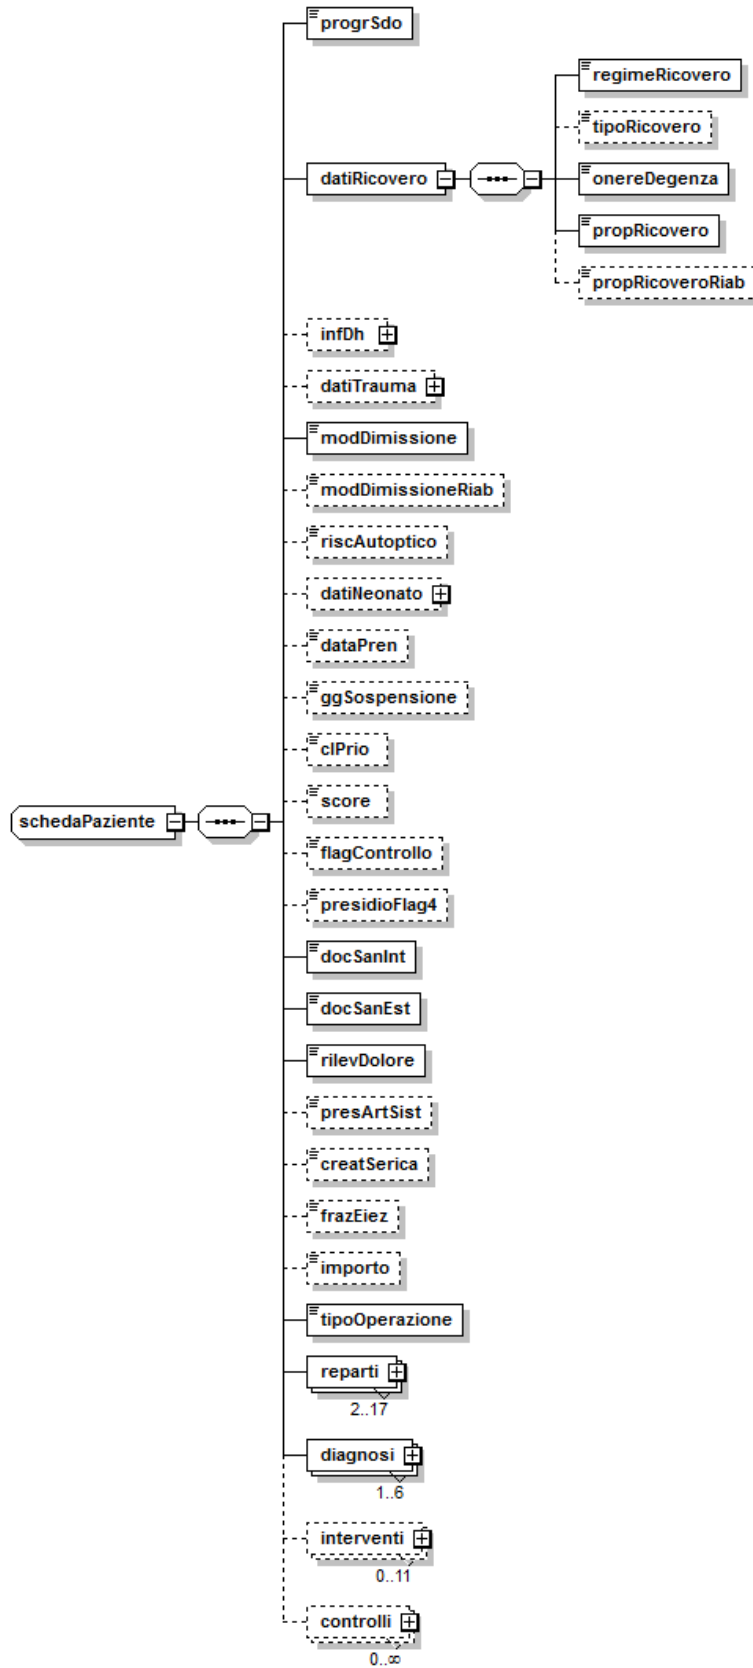 progrSdo
regimeRicovero
tipoRicovero
datiRicovero
onereDegenza
propRicovero
propRicoveroRiab
infDh
datiTrauma
modDimissione
modDimissioneRiab
riscAutoptico
datiNeonato
dataPren
ggSospensione
clPrio
score
schedaPaziente
flagControllo
presidioFlag4
docSanInt
docSanEst
rilevDolore
presArtSist
creatSerica
frazEiez
importo
tipoOperazione
reparti
2..17
diagnosi
1..6
interventi
0..11
controlli
0..∞